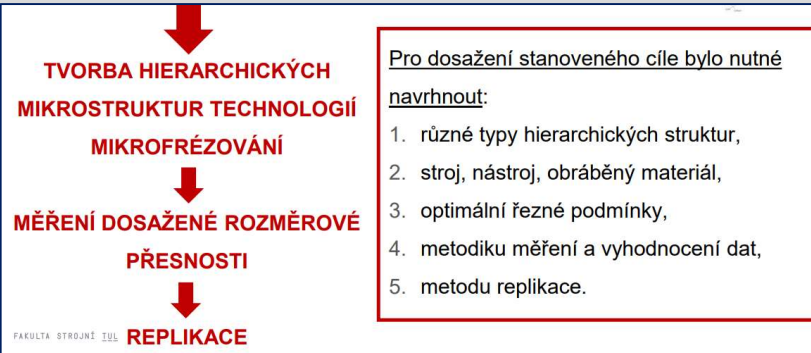 TVORBA HIERARCHICKÝCH
MIKROSTRUKTUR TECHNOLOGIÍ
MIKROFRÉZOVÁNÍ
MĚŘENÍ DOSAŽENÉ ROZMĚROVÉ
PŘESNOSTI
REPLIKACE
FAKULTA STROJNÍ TUL
Pro dosažení stanoveného cíle bylo nutné
navrhnout:
1. různé typy hierarchických struktur,
2. stroj, nástroj, obráběný materiál,
3. optimální řezné podmínky,
4. metodiku měření a vyhodnocení dat,
5. metodu replikace.